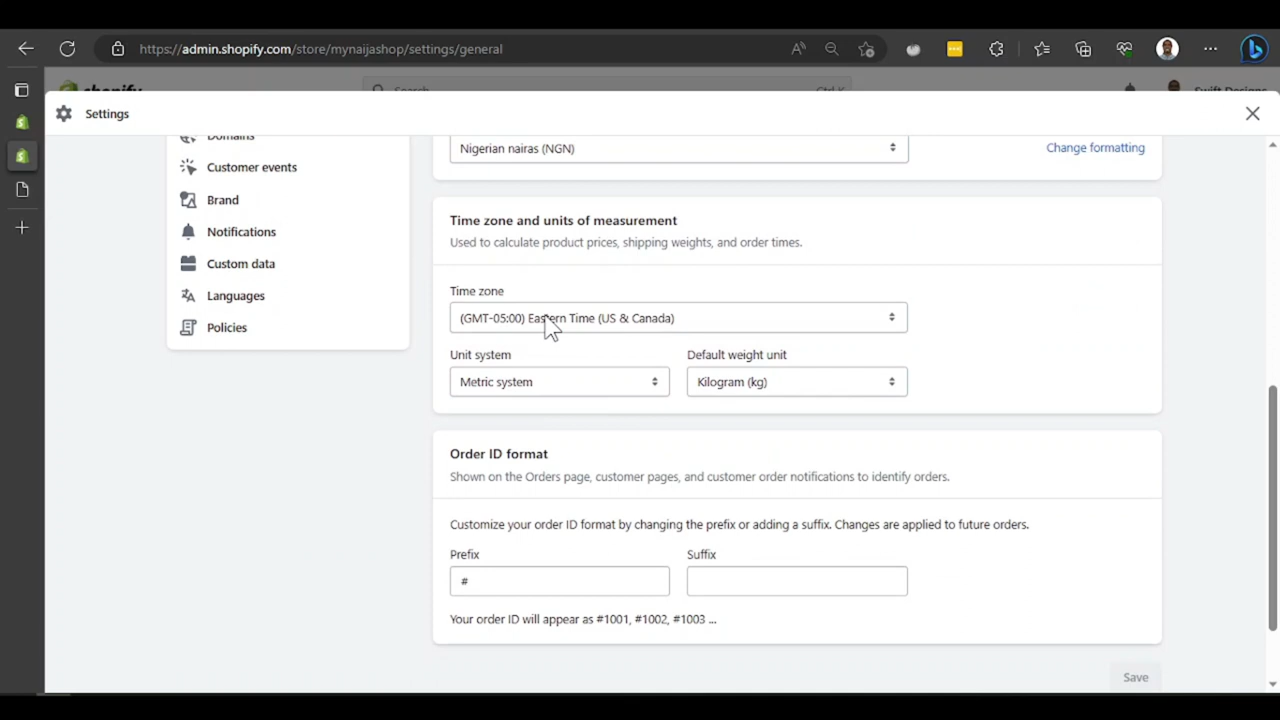 https://admin.shopify.com/store/mynaijashop/settings/general
shopify
Search
Ctrl K
Swift Designs
Settings
Domains
Customer events
Brand
Notifications
Custom data
Languages
Policies
Nigerian nairas (NGN)
Change formatting
Time zone and units of measurement
Used to calculate product prices, shipping weights, and order times.
Time zone
(GMT-05:00) Eastern Time (US & Canada)
Unit system
Default weight unit
Metric system
Kilogram (kg)
Order ID format
Shown on the Orders page, customer pages, and customer order notifications to identify orders.
Customize your order ID format by changing the prefix or adding a suffix. Changes are applied to future orders.
Prefix
Suffix
#
Your order ID will appear as #1001, #1002, #1003 ...
Save